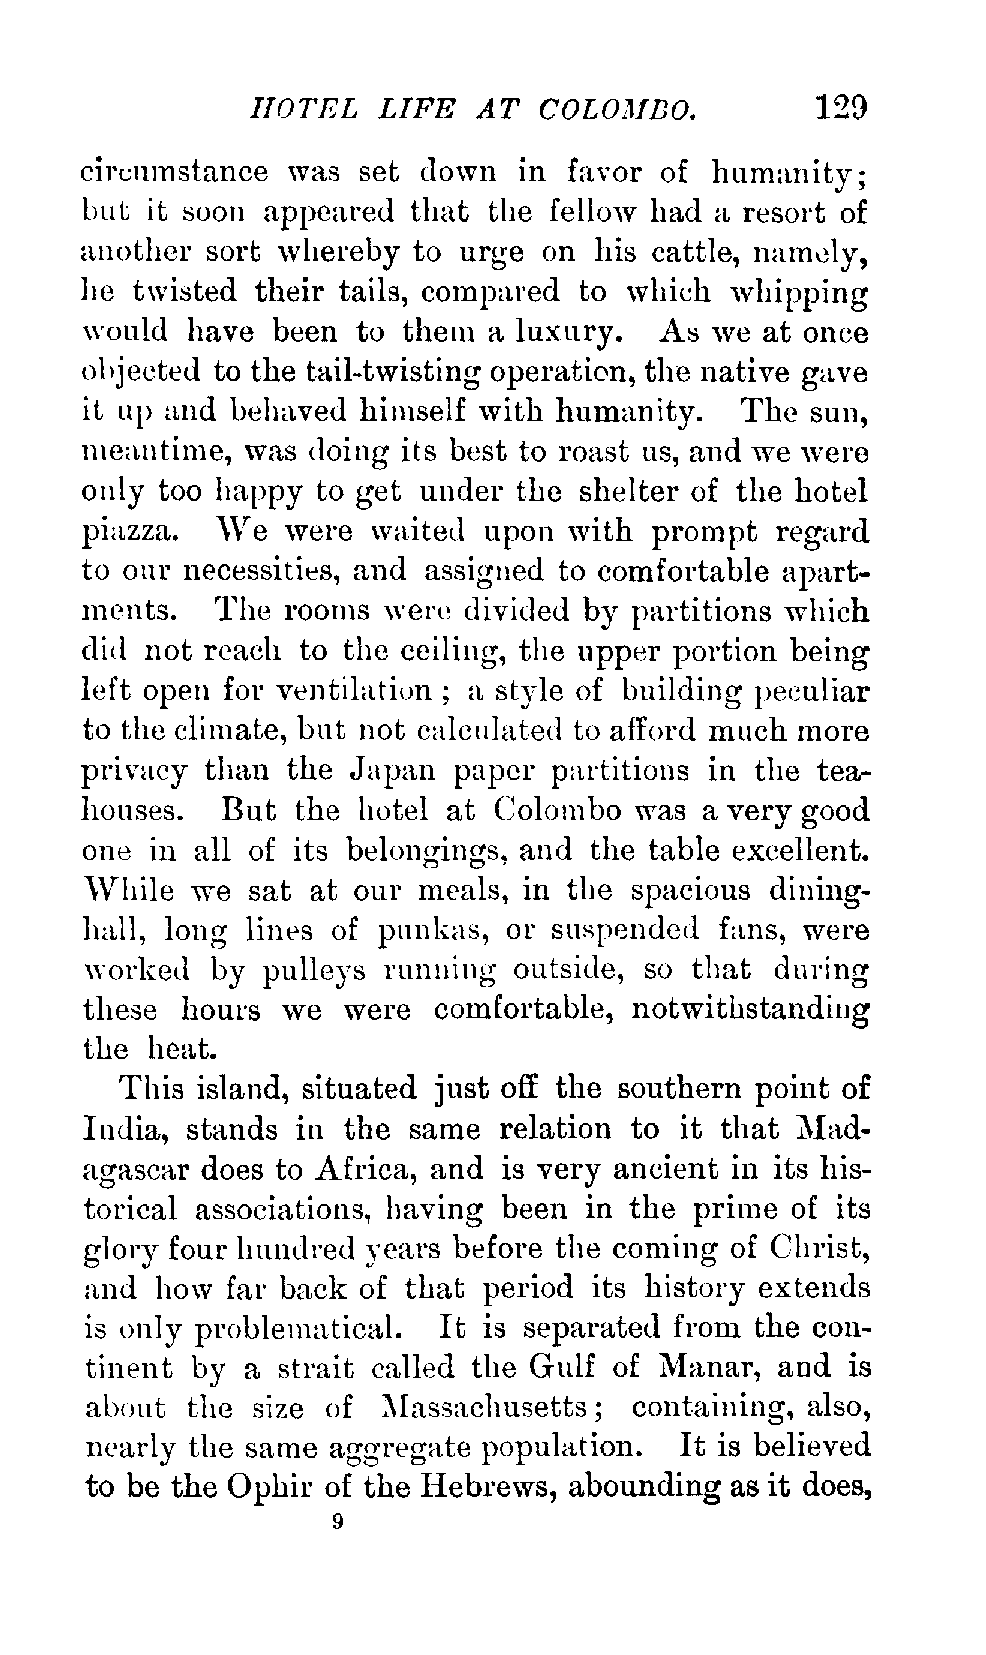 HOTEL LIFE AT COLOMBO. 129
circumstance was set down in favor of humanity;
but it soon appeared that the fellow had a resort of
another sort whereby to urge on his cattle, namely,
he twisted their tails, compared to which whipping
would have been to them a luxury. As we at once
objected to the tail-twisting operation, the native gave
it up and behaved himself with humanity. The sun,
meantime, was doing its best to roast us, and we were
only too happy to get under the shelter of the hotel
piazza. We were waited upon with prompt regard
to our necessities, and assigned to comfortable apart-
ments. The rooms were divided by partitions which
did not reach to the ceiling, the upper portion being
left open for ventilation; a style of building peculiar
to the climate, but not calculated to afford much more
privacy than the Japan paper partitions in the tea-
houses. But the hotel at Colombo was a very good
one in all of its belongings, and the table excellent.
While we sat at our meals, in the spacious dining-
hall, long lines of punkas, or suspended fans, were
worked by pulleys running outside, so that during
these hours we were comfortable, notwithstanding
the heat.
This island, situated just off the southern point of
India, stands in the same relation to it that Mad-
agascar does to Africa, and is very ancient in its his-
torical associations, having been in the prime of its
glory four hundred years before the coming of Christ,
and how far back of that period its history extends
is only problematical. It is separated from the con-
tinent by a strait called the Gulf of Manar, and is
about the size of Massachusetts; containing, also,
nearly the same aggregate population. It is believed
to be the Ophir of the Hebrews, abounding as it does,
9